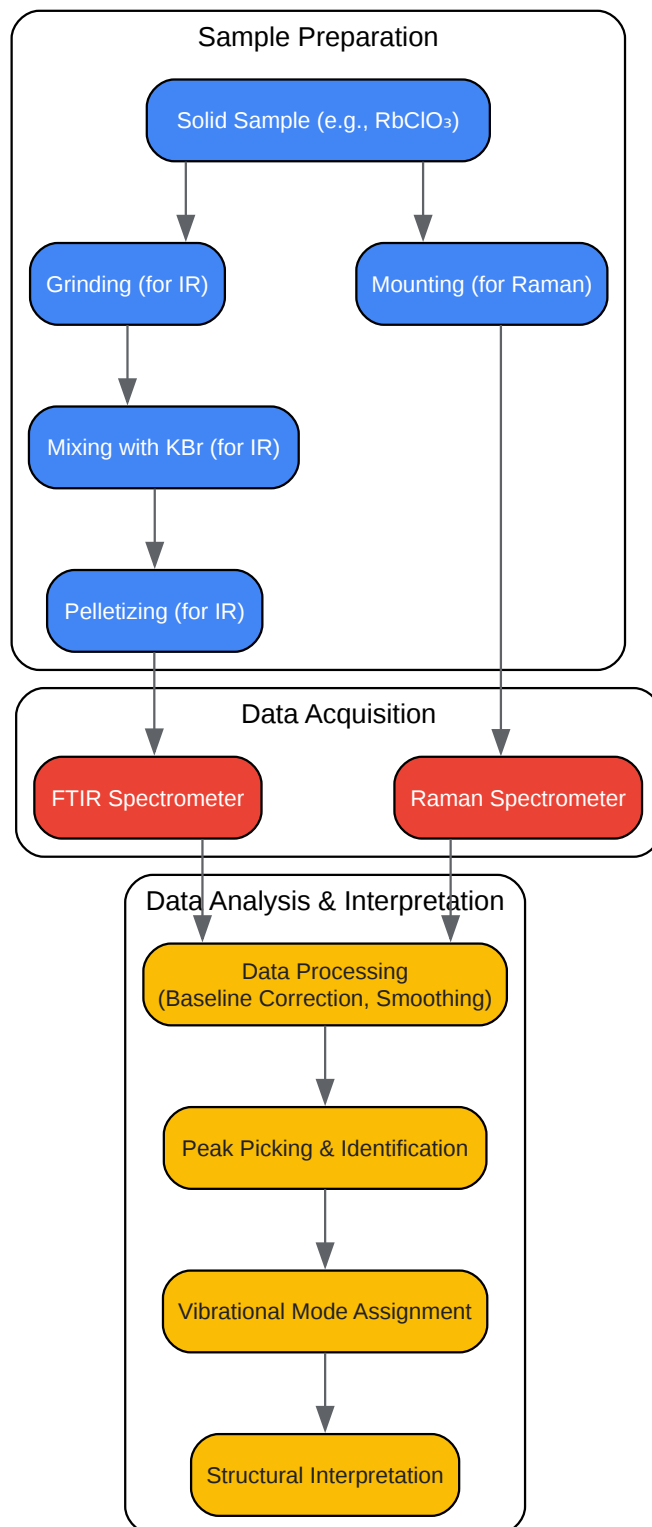 Sample Preparation
Solid Sample (e.g., RbClO₃)
Grinding (for IR)
Mounting (for Raman)
Mixing with KBr (for IR)
Pelletizing (for IR)
Data Acquisition
FTIR Spectrometer
Raman Spectrometer
Data Analysis & Interpretation
Data Processing
(Baseline Correction, Smoothing)
Peak Picking & Identification
Vibrational Mode Assignment
Structural Interpretation